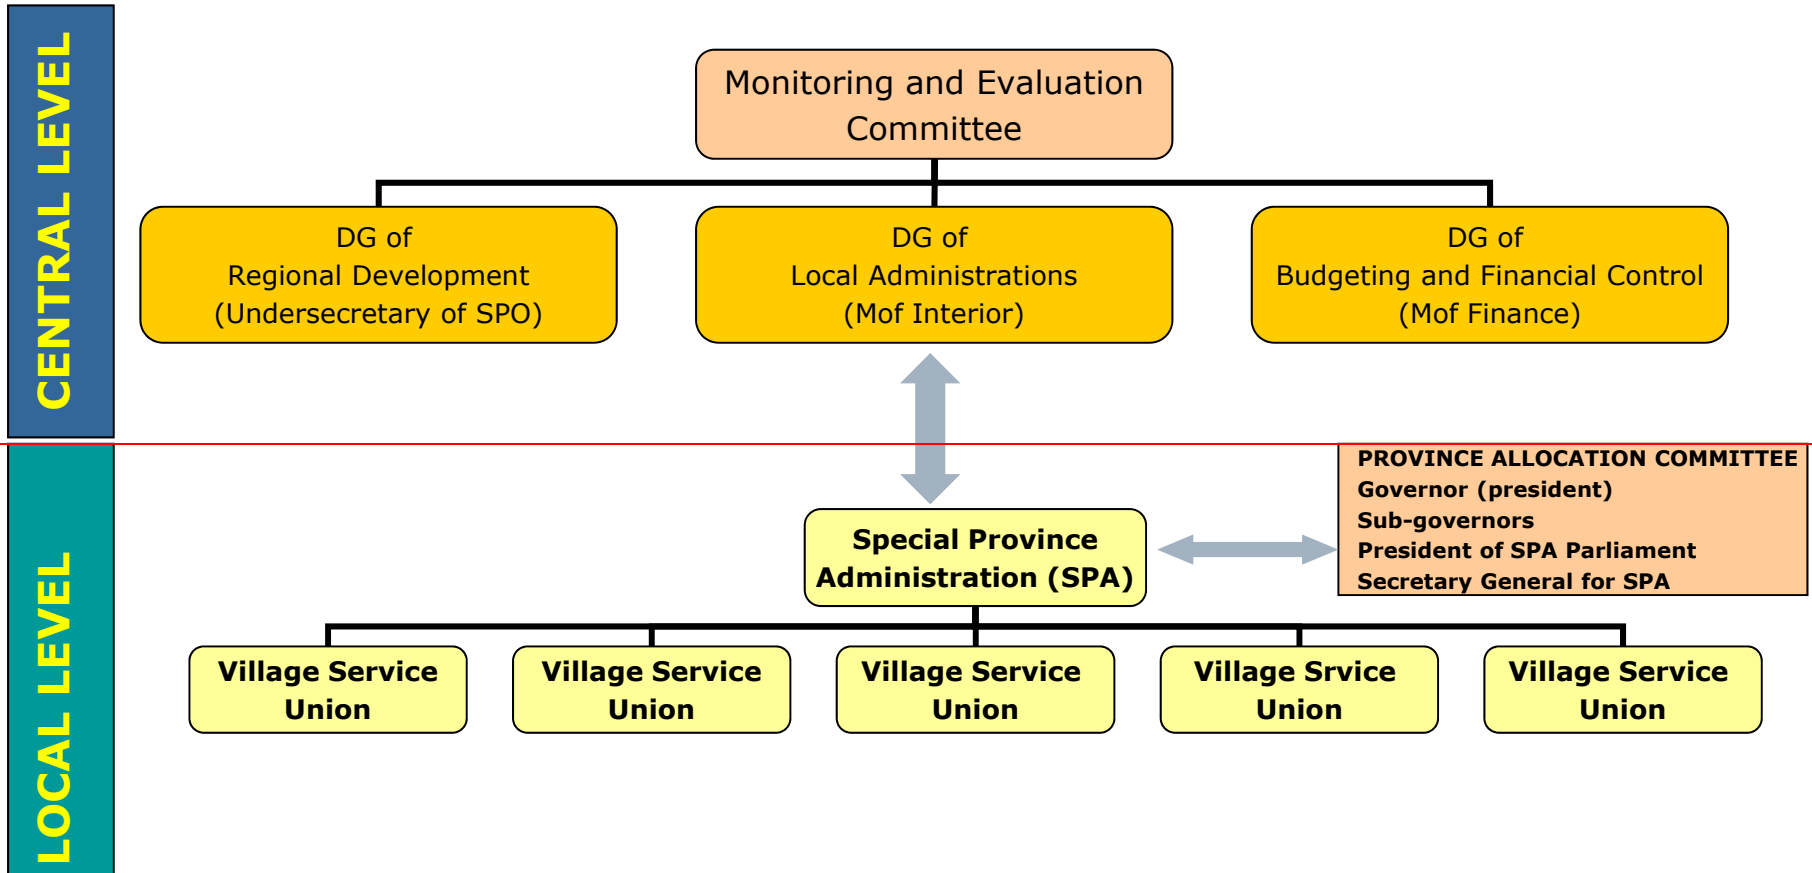 CENTRAL LEVEL
Monitoring and Evaluation
Committee
DG of
Regional Development
(Undersecretary of SPO)
DG of
Local Administrations
(Mof Interior)
DG of
Budgeting and Financial Control
(Mof Finance)
LOCAL LEVEL
PROVINCE ALLOCATION COMMITTEE
Governor (president)
Sub-governors
President of SPA Parliament
Secretary General for SPA
Special Province
Administration (SPA)
Village Service
Union
Village Service
Union
Village Service
Union
Village Srvice
Union
Village Service
Union